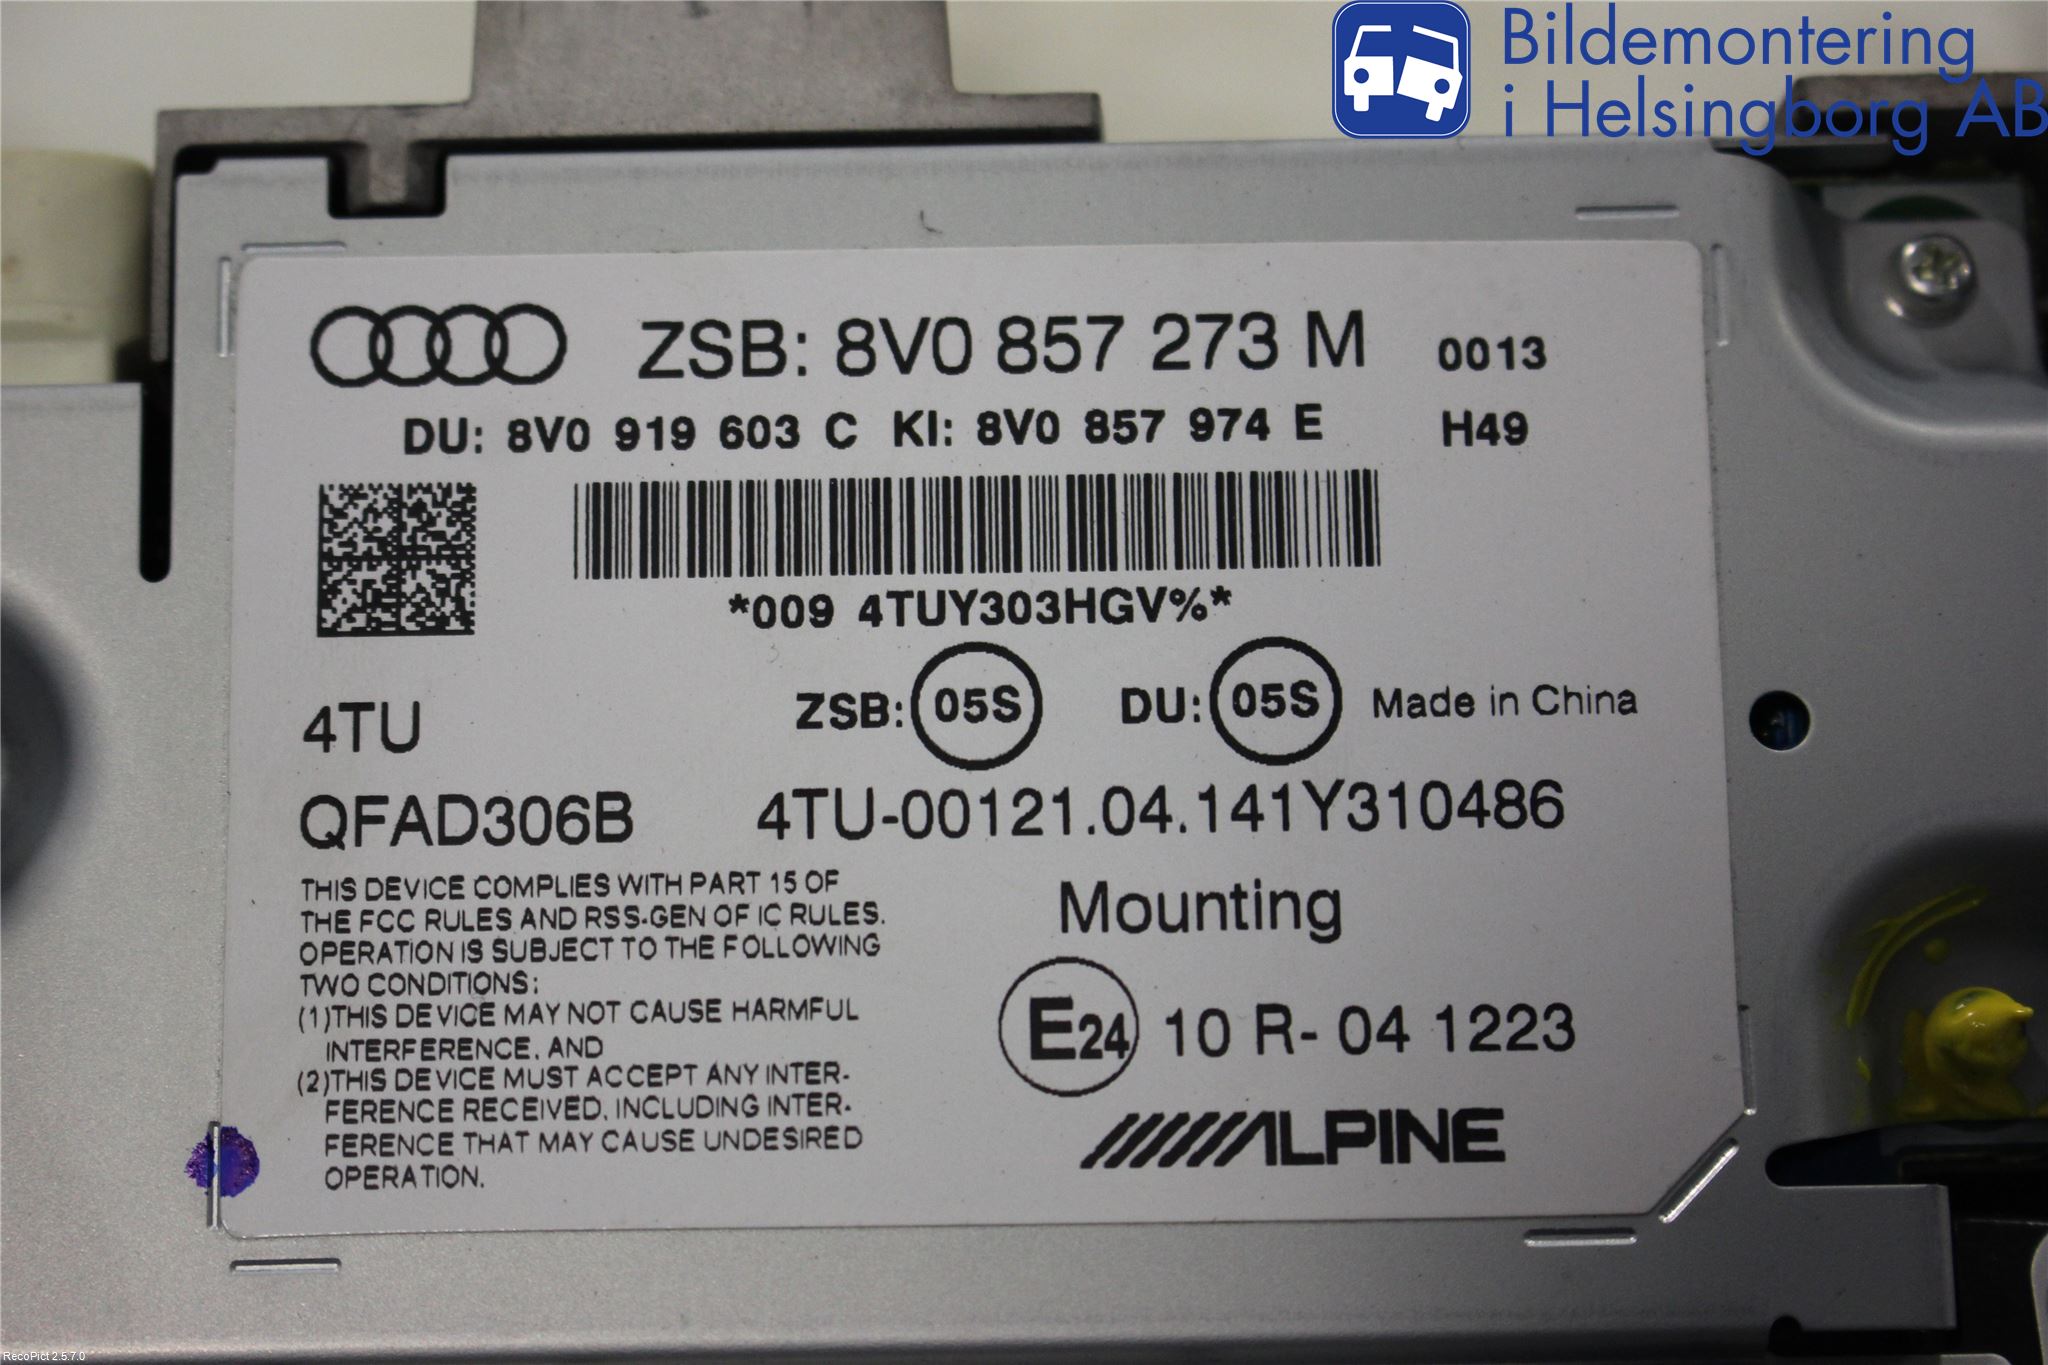 Bildemontering
i Helsingborg AB
ZSB: 8V0 857 273 M 0013
DU: 8V0 919 603 C KI: 8V0 857 974 E H49
*009 4TUY303HGV%*
4TU ZSB: 05S DU: 05S Made in China
QFAD306B 4TU-00121.04.141Y310486
THIS DEVICE COMPLIES WITH PART 15 OF
THE FCC RULES AND RSS-GEN OF IC RULES.
OPERATION IS SUBJECT TO THE FOLLOWING
TWO CONDITIONS:
(1)THIS DEVICE MAY NOT CAUSE HARMFUL
INTERFERENCE, AND
(2)THIS DEVICE MUST ACCEPT ANY INTER-
FERENCE RECEIVED, INCLUDING INTER-
FERENCE THAT MAY CAUSE UNDESIRED
OPERATION.
Mounting
E24 10 R- 04 1223
ALPINE
RecoPict 2.5.7.0